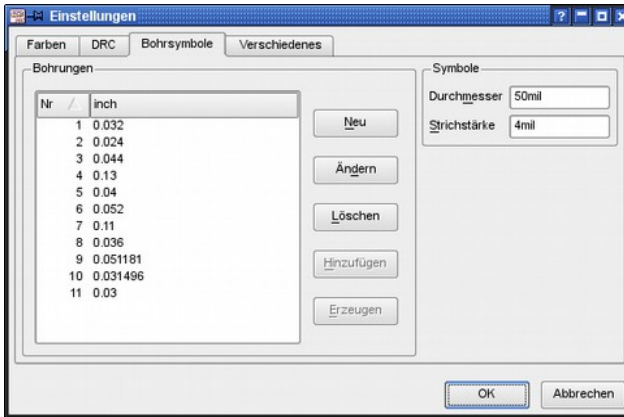 Einstellungen
Farben DRC Bohrsymbole Verschiedenes
Bohrungen
Nr inch
1 0.032
2 0.024
3 0.044
4 0.13
5 0.04
6 0.052
7 0.11
8 0.036
9 0.051181
10 0.031496
11 0.03
Neu
Ändern
Löschen
Hinzufügen
Erzeugen
Symbole
Durchmesser 50mil
Strichstärke 4mil
OK Abbrechen